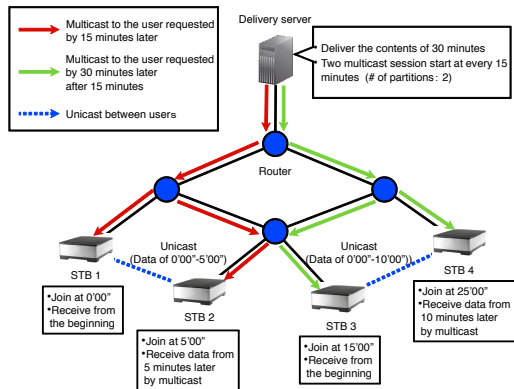 Multicast to the user requested
by 15 minutes later
Multicast to the user requested
by 30 minutes later
after 15 minutes
Unicast between users
Delivery server
•Deliver the contents of 30 minutes
•Two multicast session start at every 15
minutes (# of partitions: 2)
Router
STB 1
•Join at 0'00"
•Receive from
the beginning
Unicast
(Data of 0'00"-5'00")
STB 2
•Join at 5'00"
•Receive data from
5 minutes later
by multicast
Unicast
(Data of 0'00"-10'00")
STB 3
•Join at 15'00"
•Receive from
the beginning
STB 4
•Join at 25'00"
•Receive data from
10 minutes later
by multicast